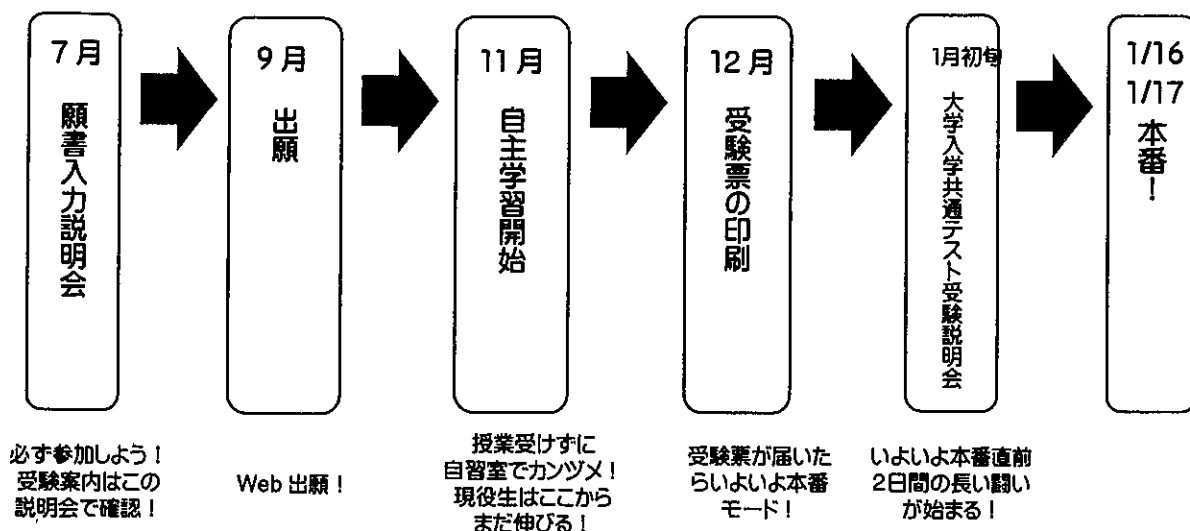 7月
願書入力説明会
9月
出願
11月
自主学習開始
12月
受験票の印刷
1月初旬
大学入学共通テスト受験説明会
1/16
1/17
本番！
必ず参加しよう！
受験案内はこの
説明会で確認！
Web 出願！
授業受けずに
自習室でカンヅメ！
現役生はここから
まだ伸びる！
受験票が届いた
らいよいよ本番
モード！
いよいよ本番直前
2日間の長い闘い
が始まる！